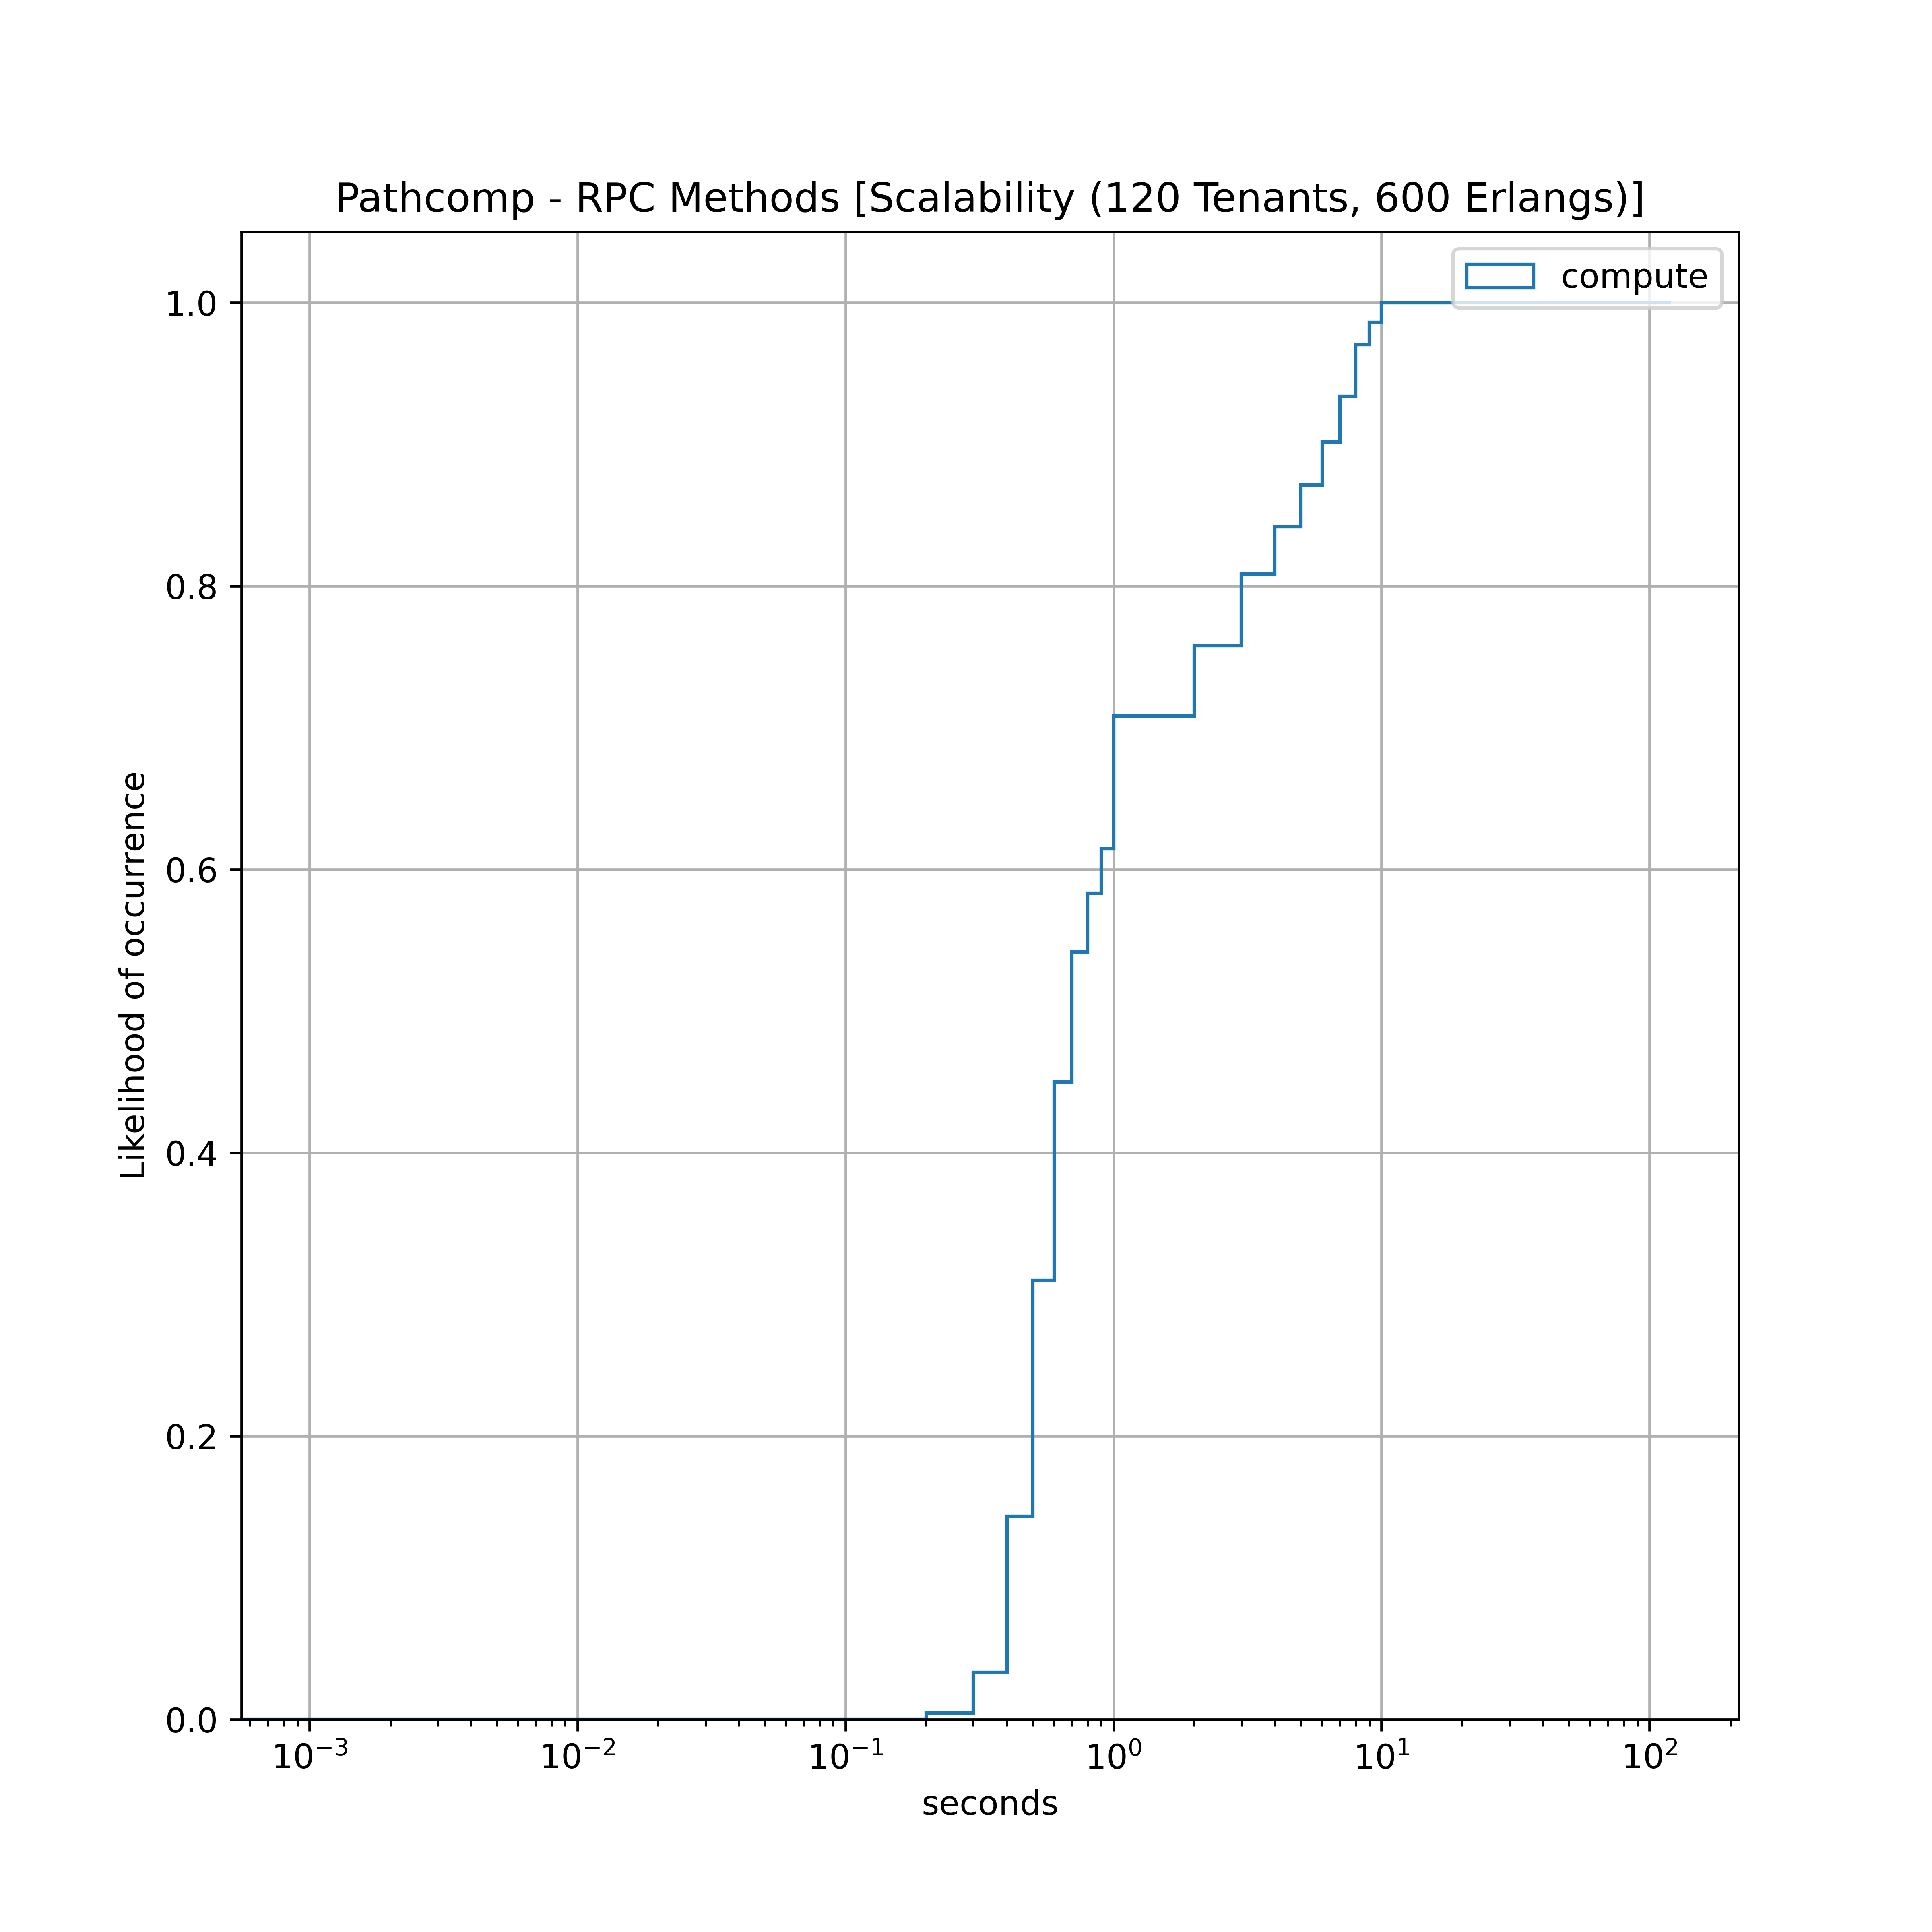 Pathcomp - RPC Methods [Scalability (120 Tenants, 600 Erlangs)]
compute
1.0
0.8
0.6
0.4
0.2
0.0
Likelihood of occurrence
10⁻³ 10⁻² 10⁻¹ 10⁰ 10¹ 10²
seconds